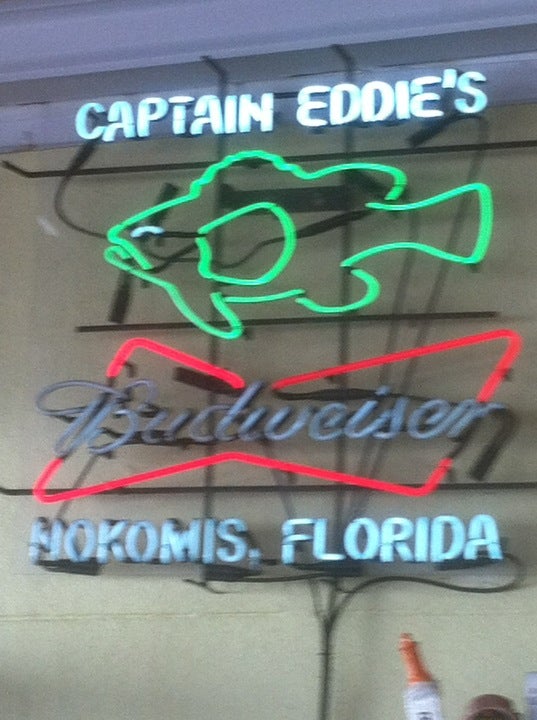 CAPTAIN EDDIE'S
Budweiser
NOKOMIS, FLORIDA